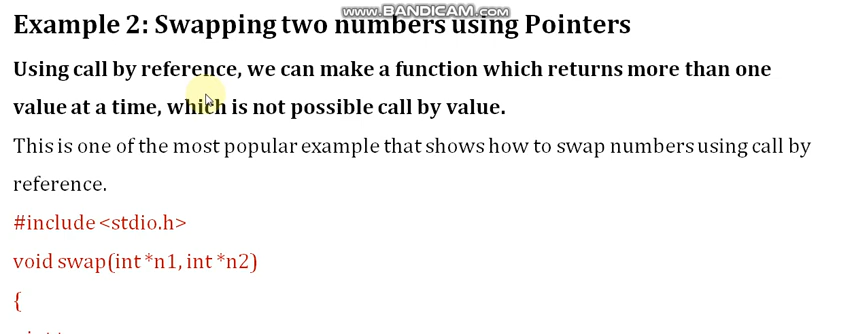 www.BANDICAM.com
Example 2: Swapping two numbers using Pointers
Using call by reference, we can make a function which returns more than one
value at a time, which is not possible call by value.
This is one of the most popular example that shows how to swap numbers using call by
reference.
#include <stdio.h>
void swap(int *n1, int *n2)
{